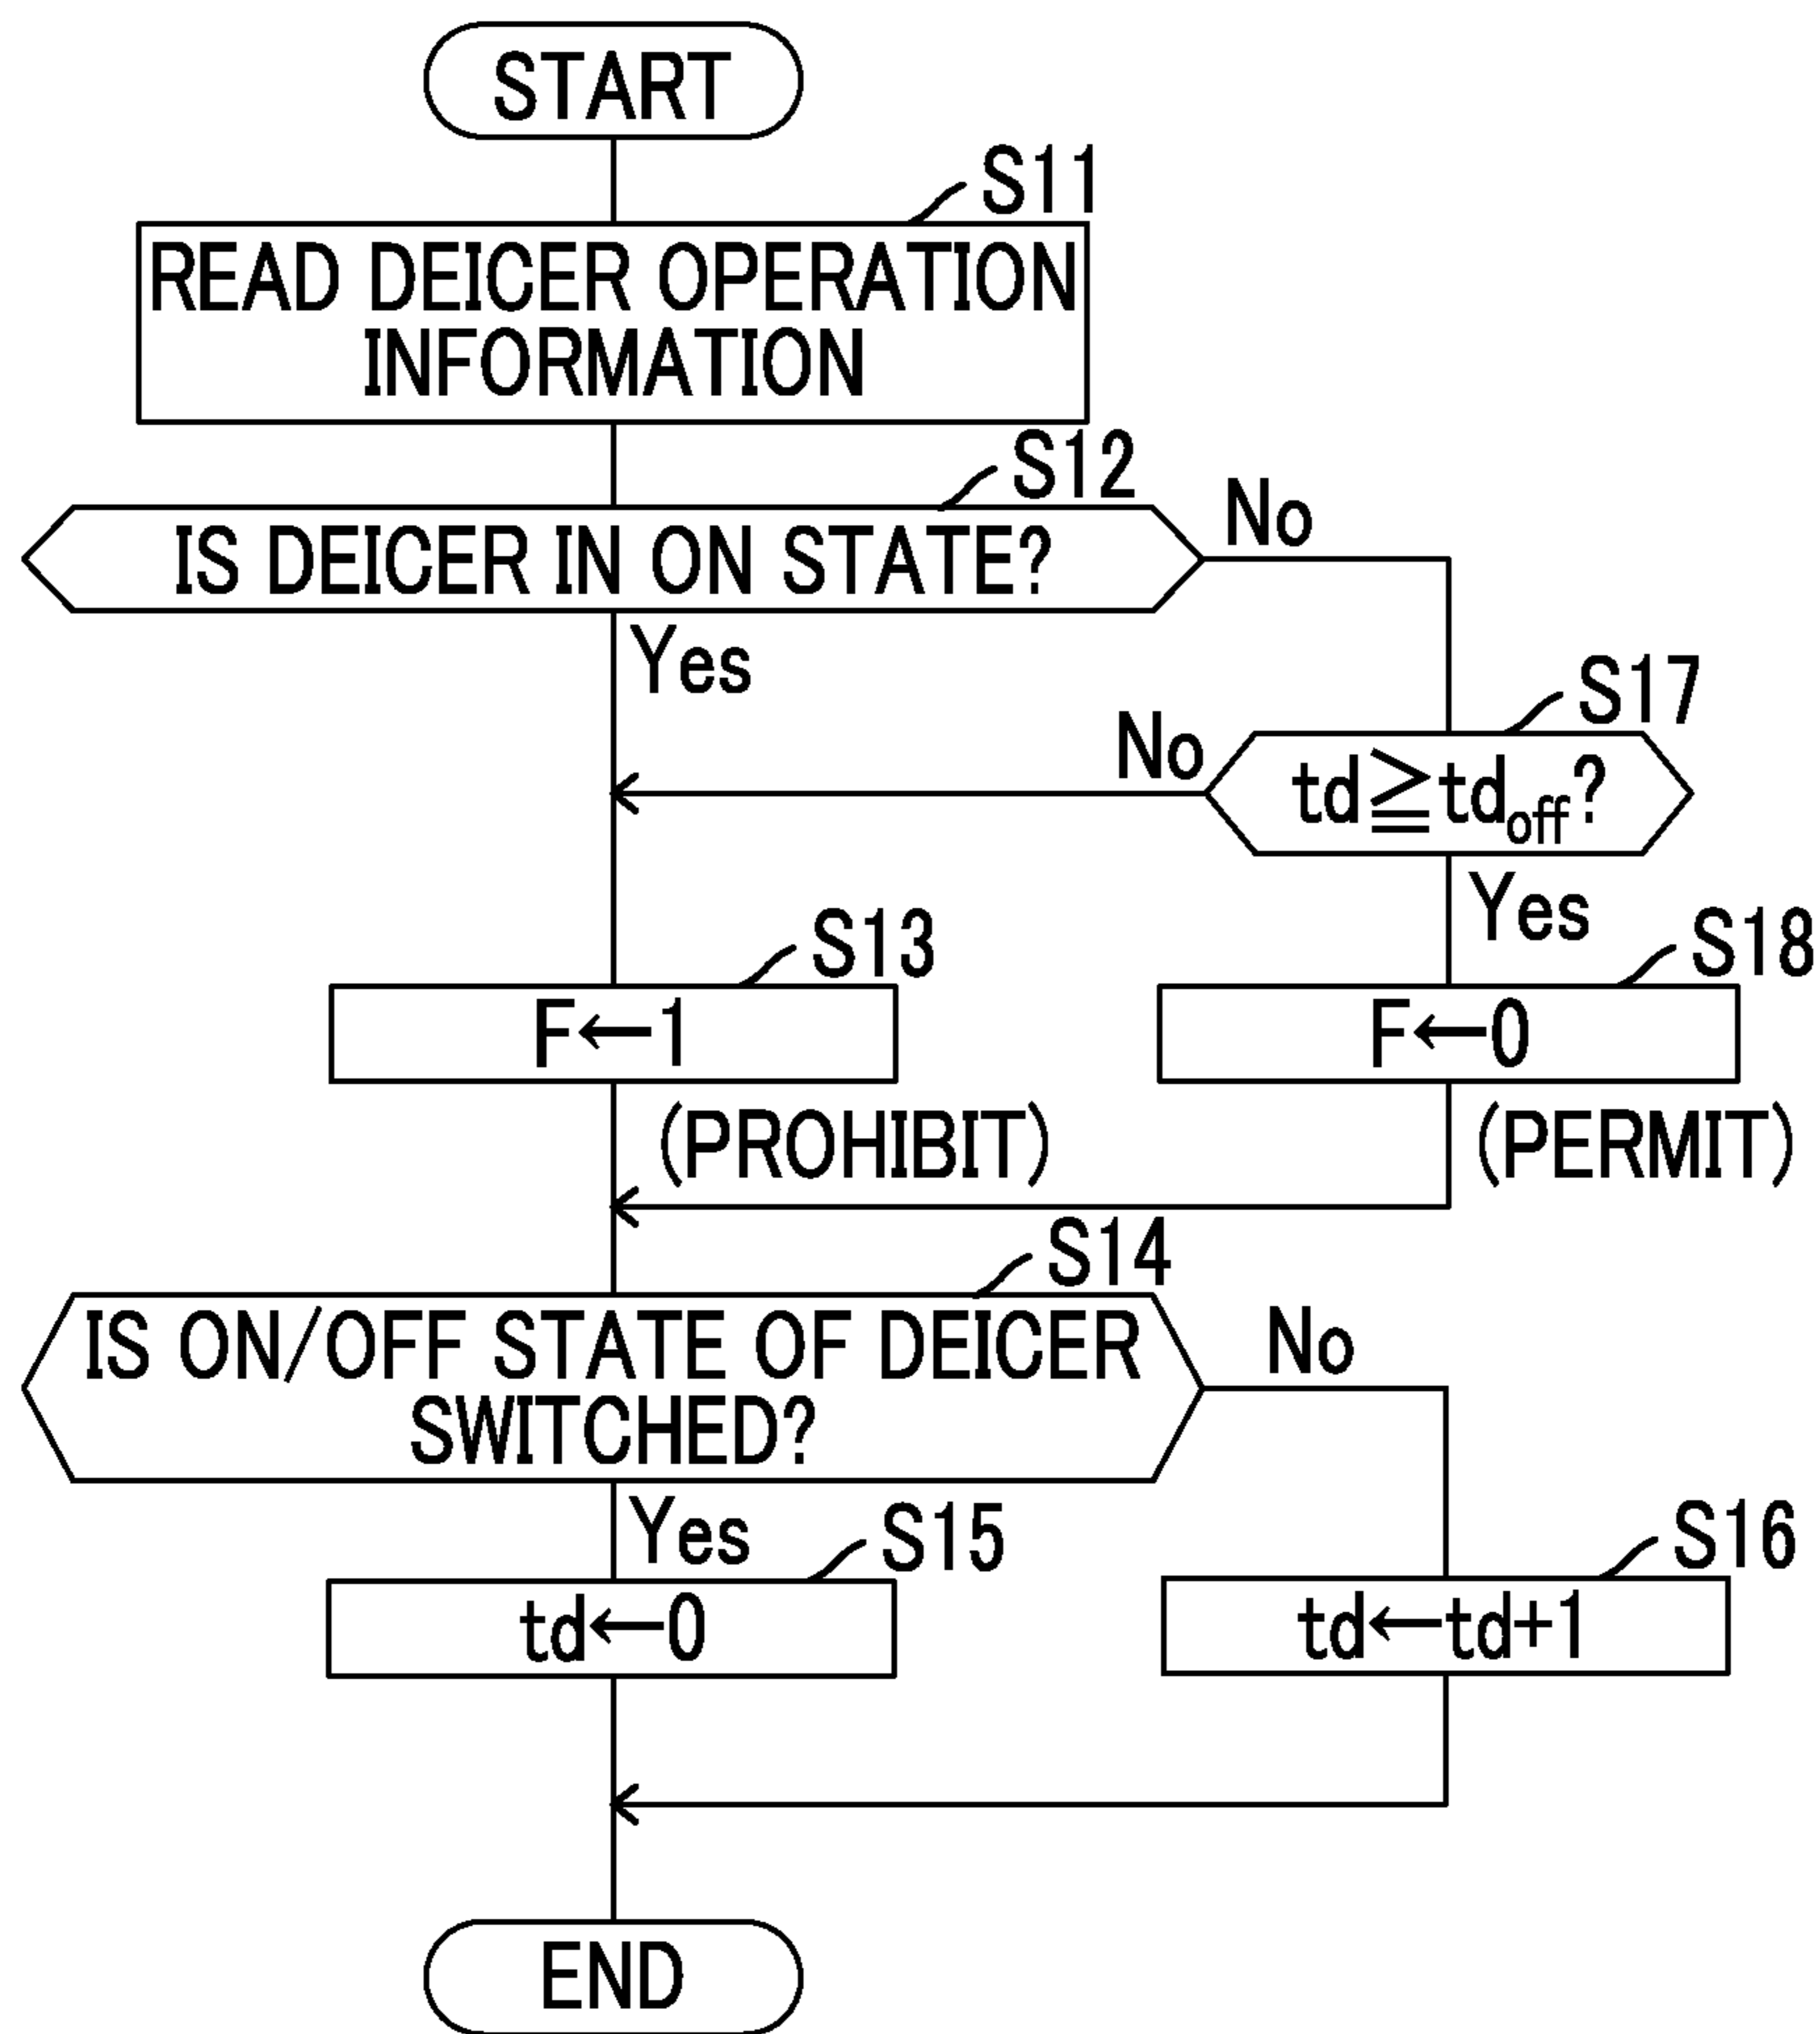 START
S11
READ DEICER OPERATION
INFORMATION
S12
IS DEICER IN ON STATE?
No
Yes
S17
No
td≧tdoff?
Yes
S13
S18
F←1
F←0
(PROHIBIT)
(PERMIT)
S14
IS ON/OFF STATE OF DEICER
SWITCHED?
No
Yes
S15
S16
td←0
td←td+1
END